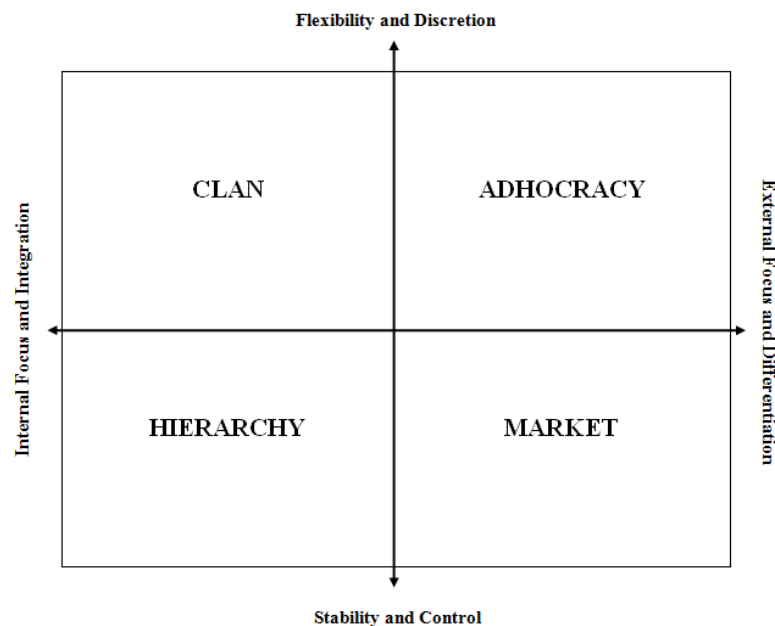 Flexibility and Discretion
CLAN
ADHOCRACY
Internal Focus and Integration
External Focus and Differentiation
HIERARCHY
MARKET
Stability and Control